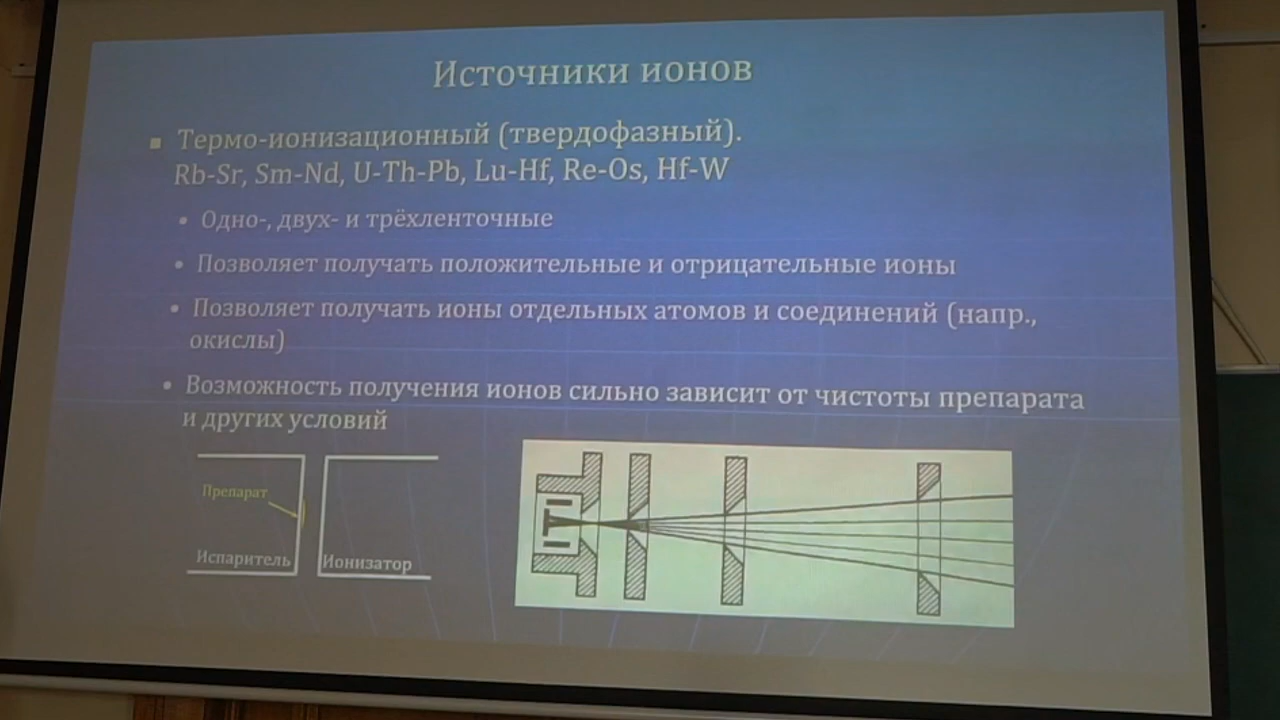 Источники ионов
▪ Термо-ионизационный (твердофазный).
Rb-Sr, Sm-Nd, U-Th-Pb, Lu-Hf, Re-Os, Hf-W
• Одно-, двух- и трёхленточные
• Позволяет получать положительные и отрицательные ионы
• Позволяет получать ионы отдельных атомов и соединений (напр.,
окислы)
• Возможность получения ионов сильно зависит от чистоты препарата
и других условий
Препарат
Испаритель
Ионизатор